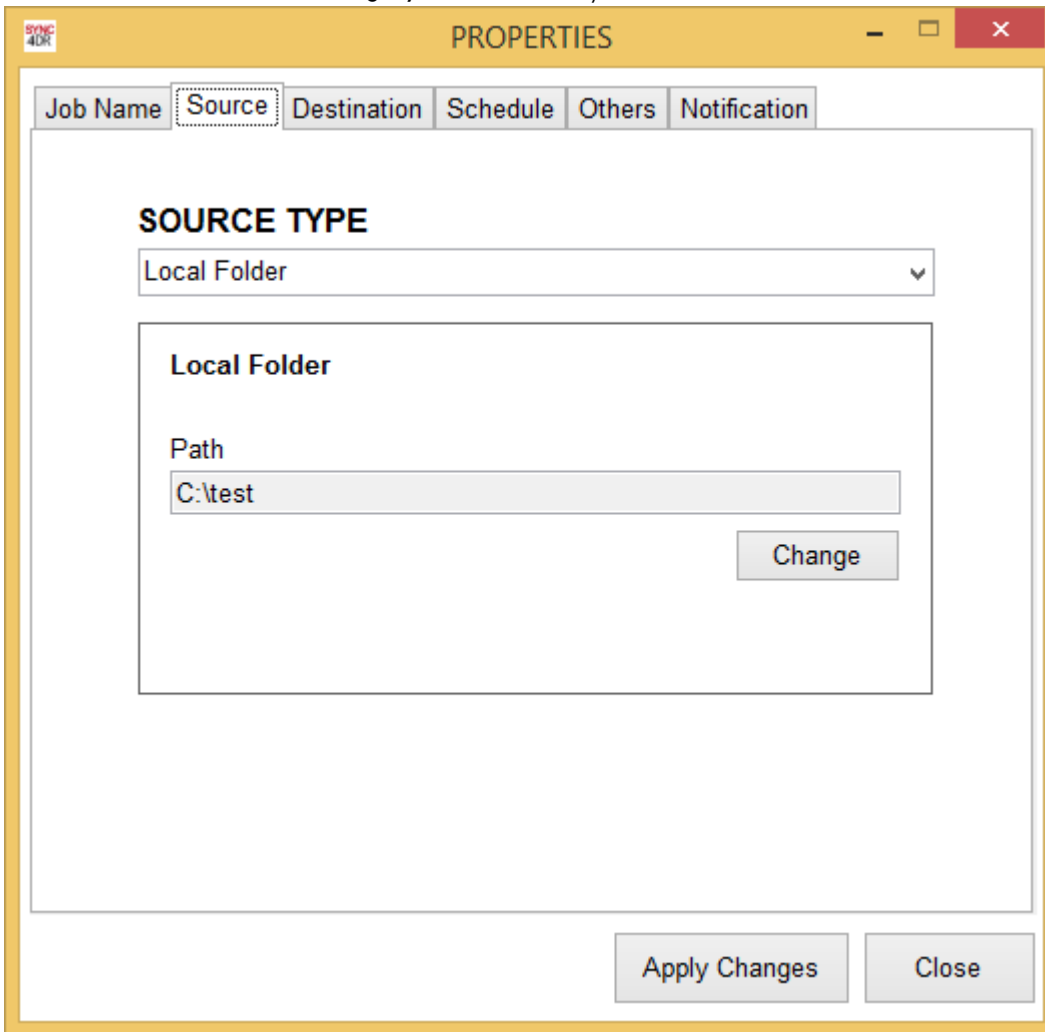 SYNC
4DR
PROPERTIES
Job Name Source Destination Schedule Others Notification
SOURCE TYPE
Local Folder
Local Folder
Path
C:\test
Change
Apply Changes Close